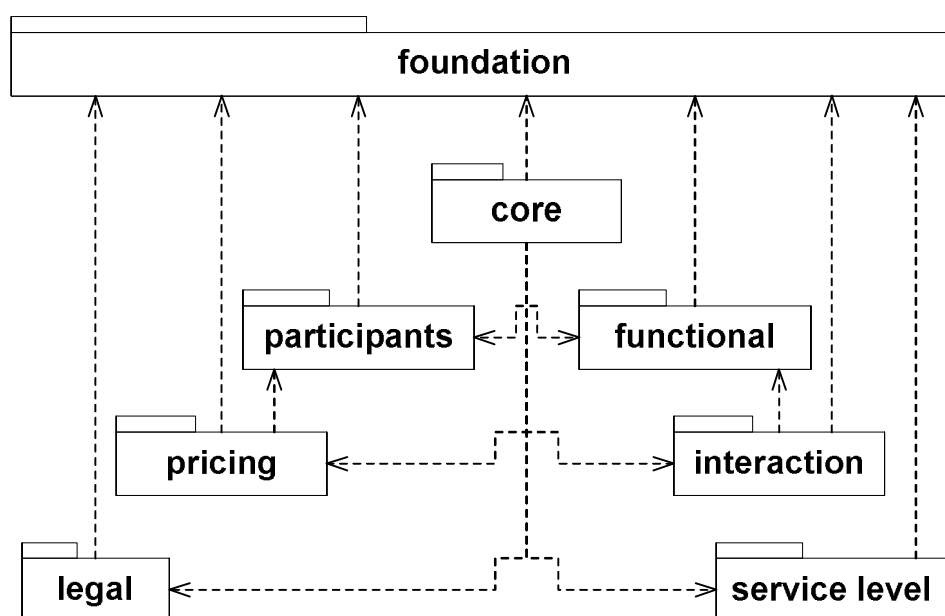 foundation
core
participants
functional
pricing
interaction
legal
service level